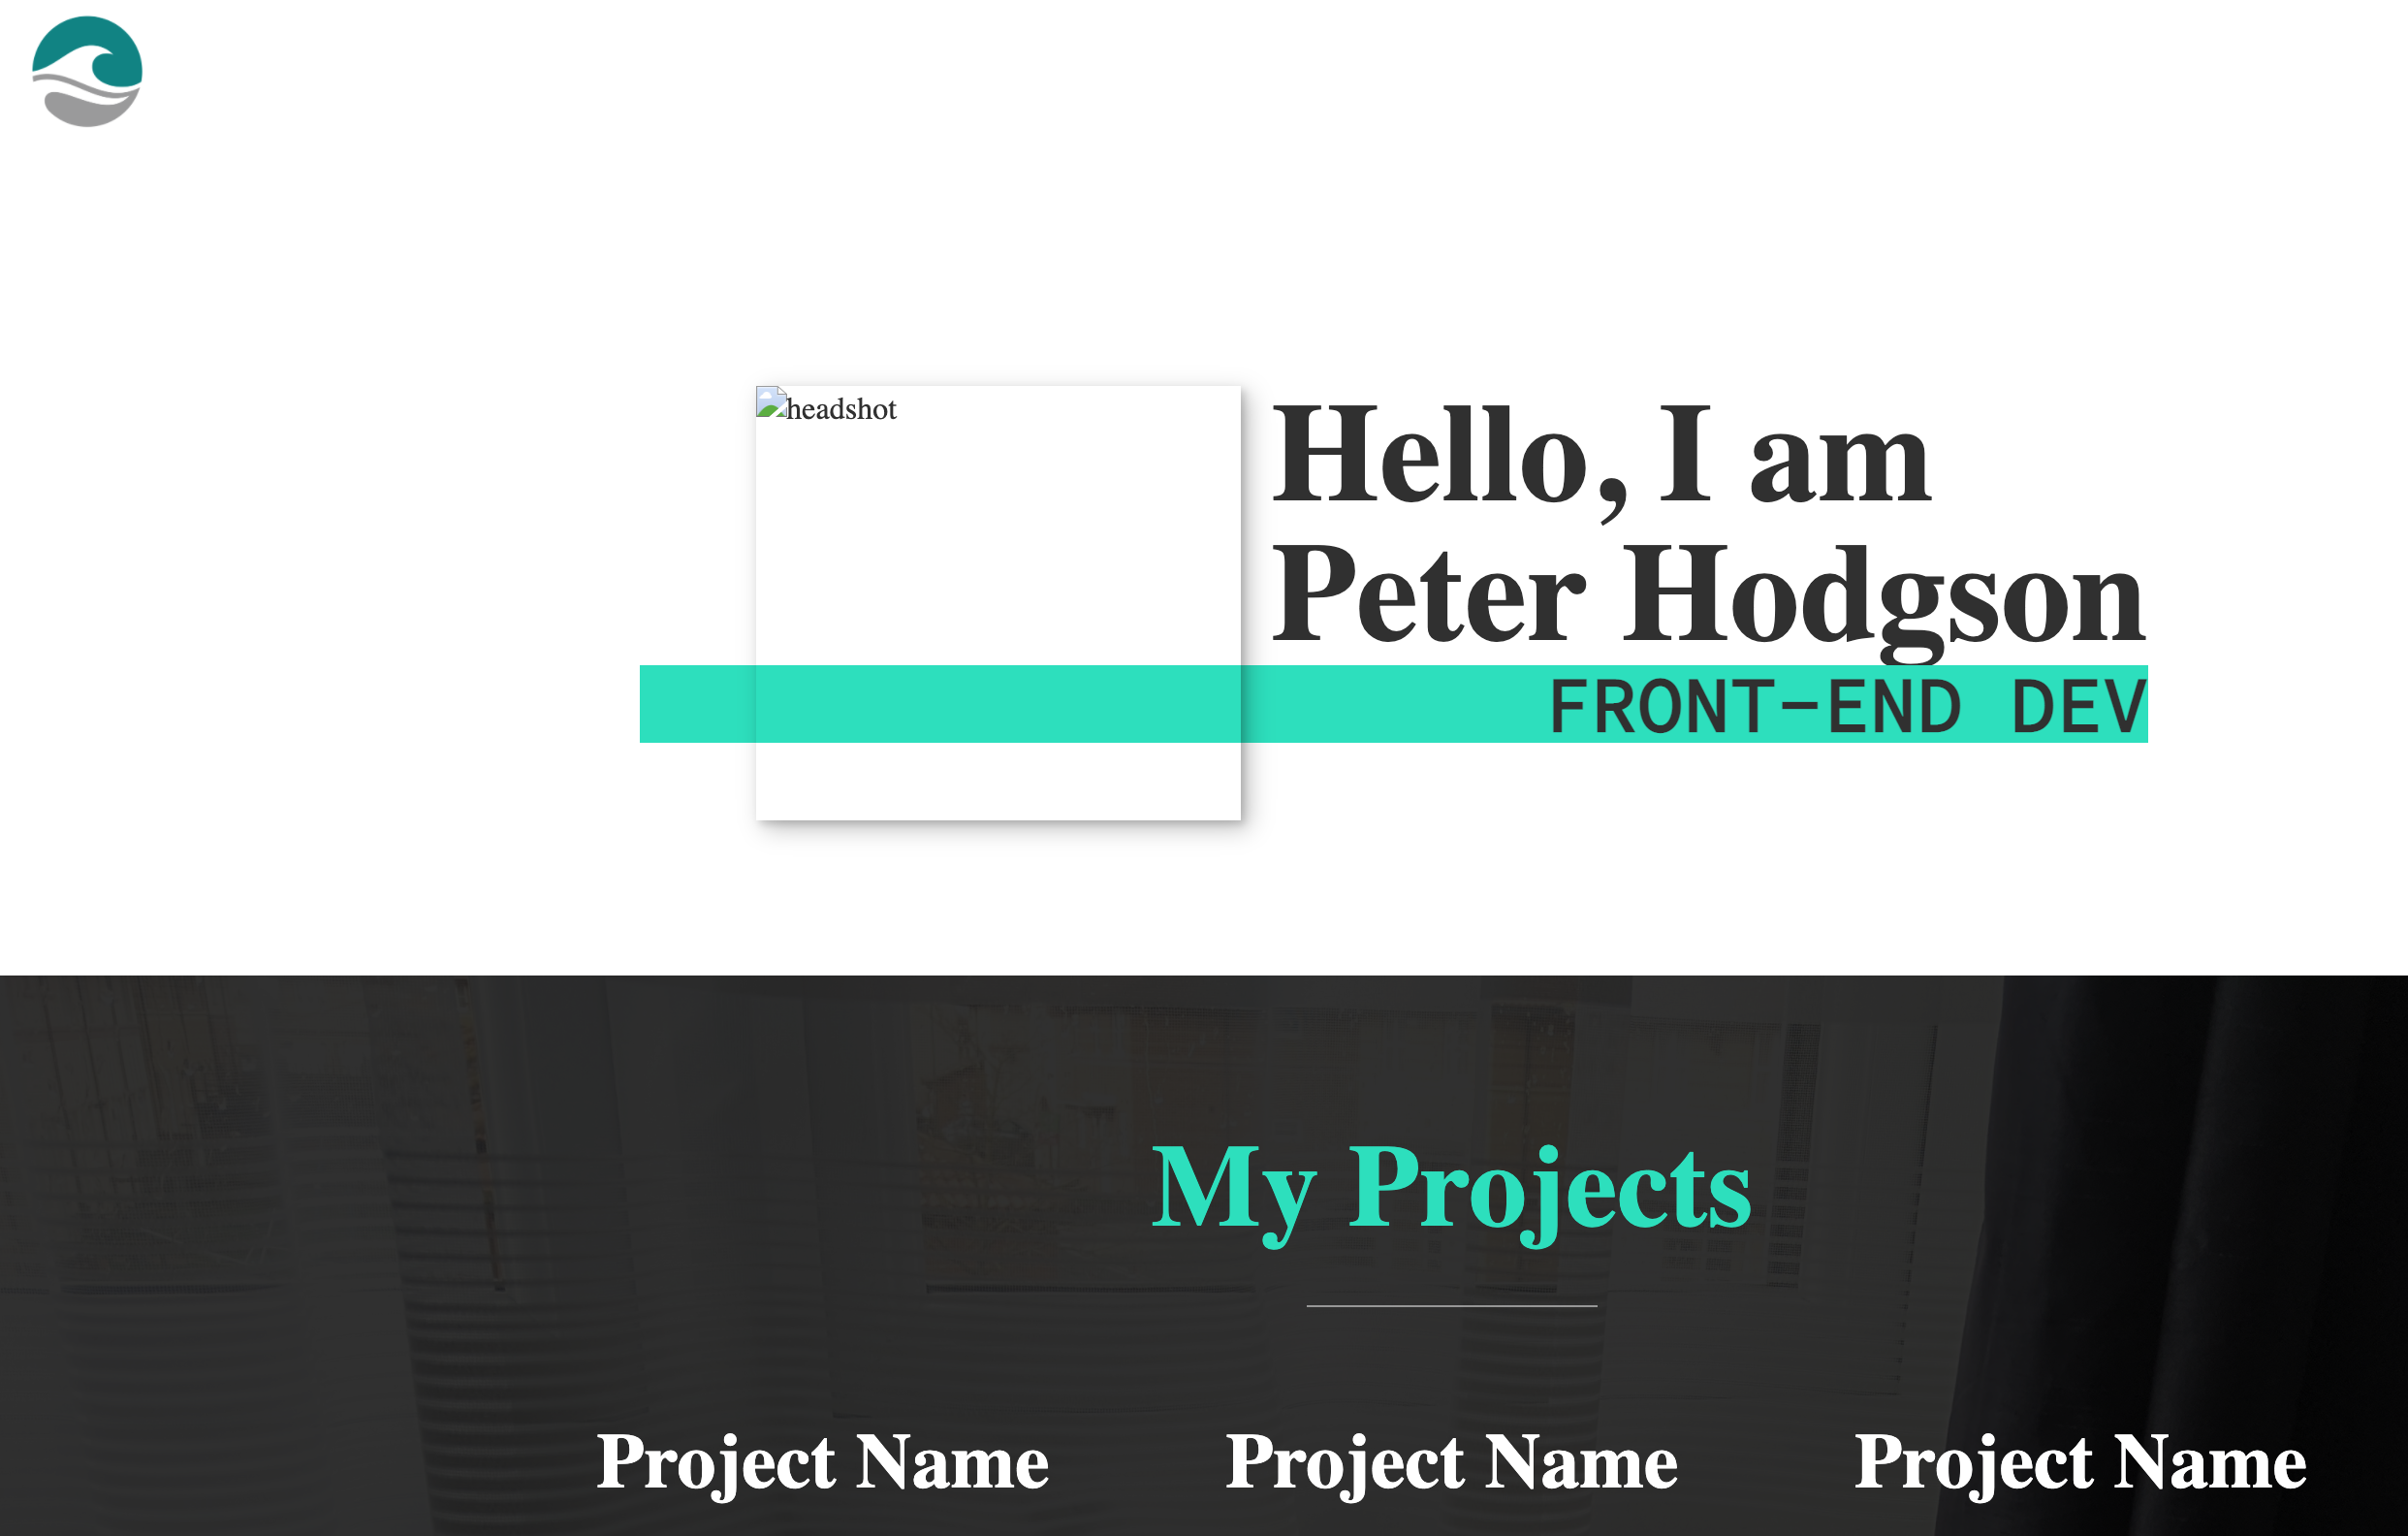 headshot
Hello, I am
Peter Hodgson
FRONT-END DEV
My Projects
Project Name Project Name Project Name